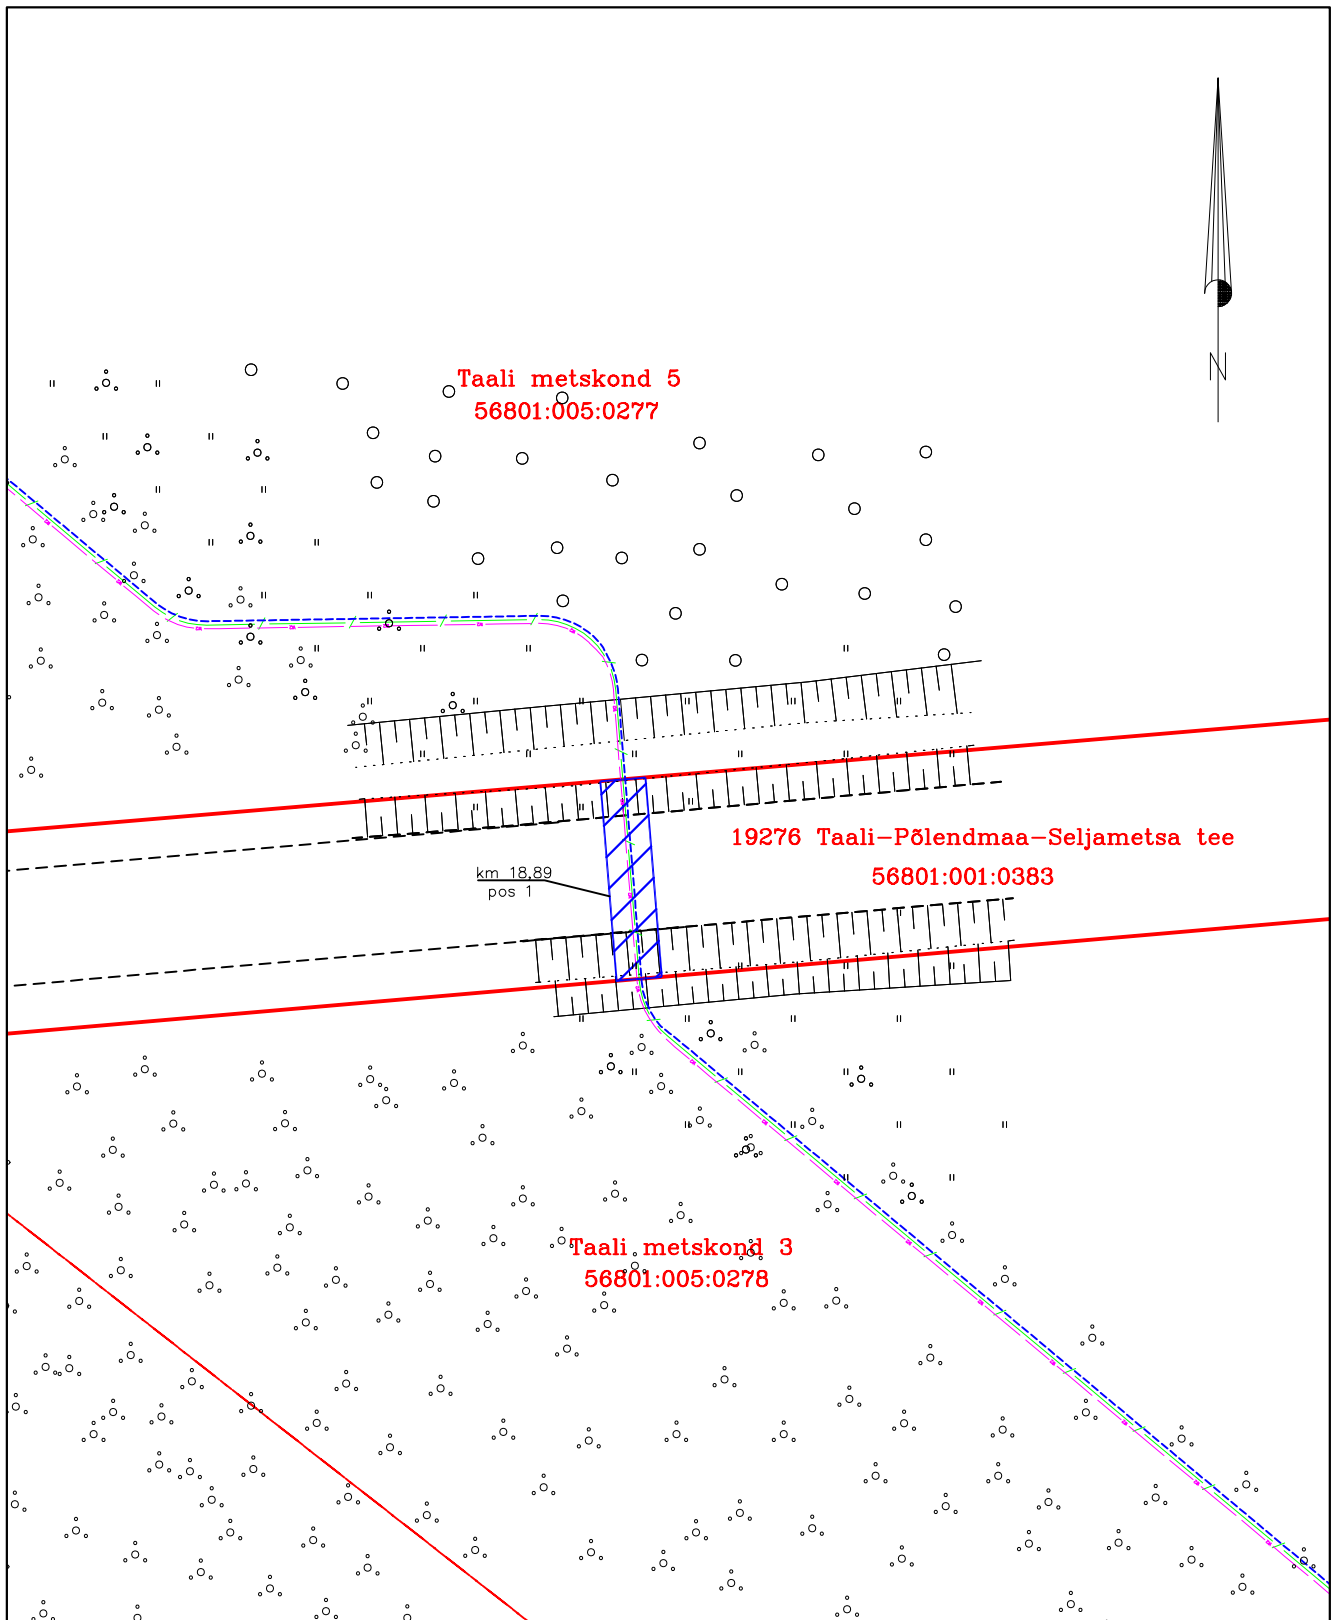 N
Taali metskond 5
56801:005:0277
19276 Taali-Põlendmaa-Seljametsa tee
56801:001:0383
km 18,89
pos 1
Taali metskond 3
56801:005:0278